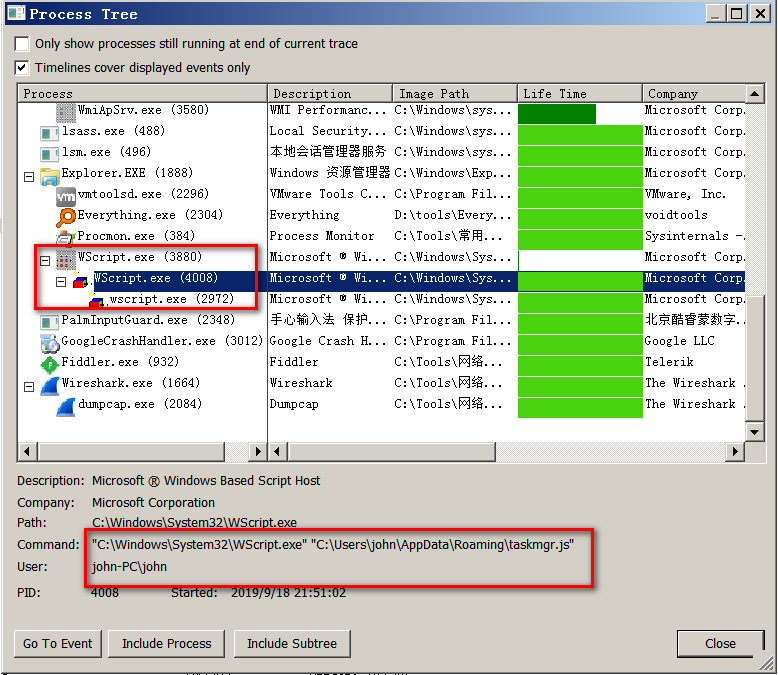 Process Tree
Only show processes still running at end of current trace
Timelines cover displayed events only
Process Description Image Path Life Time Company
WmiApSrv.exe (3580) WMI Performanc... C:\Windows\sys... Microsoft Corp.
lsass.exe (488) Local Security... C:\Windows\sys... Microsoft Corp.
lsm.exe (496) 本地会话管理器服务 C:\Windows\sys... Microsoft Corp.
Explorer.EXE (1888) Windows 资源管理器 C:\Windows\Exp... Microsoft Corp.
vmtoolsd.exe (2296) VMware Tools C... C:\Program Fil... VMware, Inc.
Everything.exe (2304) Everything D:\tools\Every... voidtools
Procmon.exe (384) Process Monitor C:\Tools\常用... Sysinternals -.
WScript.exe (3880) Microsoft ® Wi... C:\Windows\Sys... Microsoft Corp.
WScript.exe (4008) Microsoft ® Wi... C:\Windows\Sys... Microsoft Corp.
wscript.exe (2972) Microsoft ® Wi... C:\Windows\Sys... Microsoft Corp.
PalmInputGuard.exe (2348) 手心输入法 保护... C:\Program Fil... 北京酷睿蒙数字..
GoogleCrashHandler.exe (3012) Google Crash H... C:\Program Fil... Google LLC
Fiddler.exe (932) Fiddler C:\Tools\网络... Telerik
Wireshark.exe (1664) Wireshark C:\Tools\网络... The Wireshark .
dumpcap.exe (2084) Dumpcap C:\Tools\网络... The Wireshark .
Description: Microsoft ® Windows Based Script Host
Company: Microsoft Corporation
Path: C:\Windows\System32\WScript.exe
Command: "C:\Windows\System32\WScript.exe" "C:\Users\john\AppData\Roaming\taskmgr.js"
User: john-PC\john
PID: 4008 Started: 2019/9/18 21:51:02
Go To Event Include Process Include Subtree Close